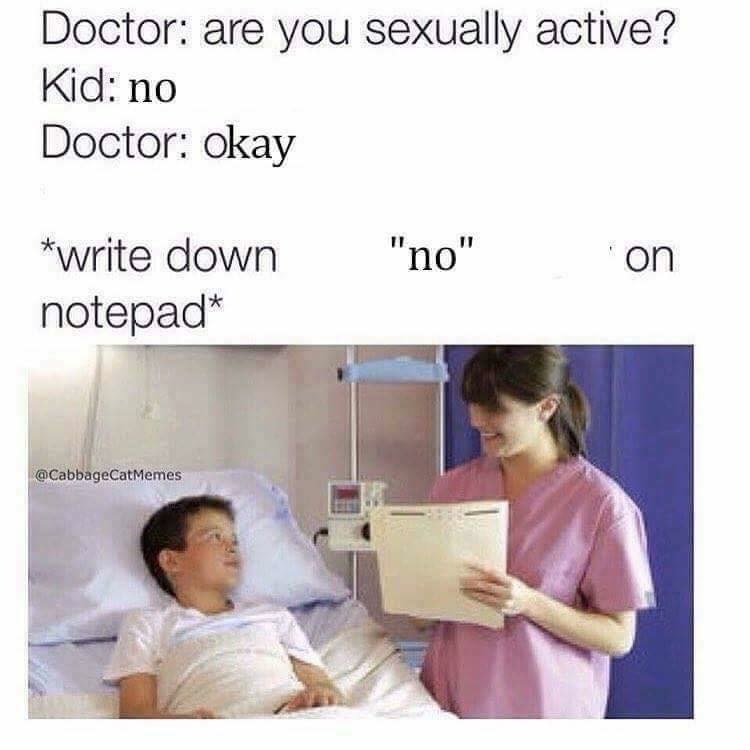 Doctor: are you sexually active?
Kid: no
Doctor: okay
*write down "no" on
notepad*
@CabbageCatMemes